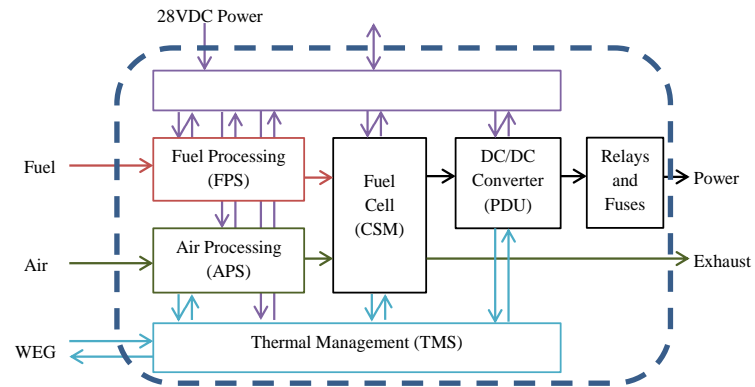 28VDC Power
Fuel
Fuel Processing
(FPS)
Fuel
Cell
(CSM)
DC/DC
Converter
(PDU)
Relays
and
Fuses
Power
Air
Air Processing
(APS)
Exhaust
WEG
Thermal Management (TMS)